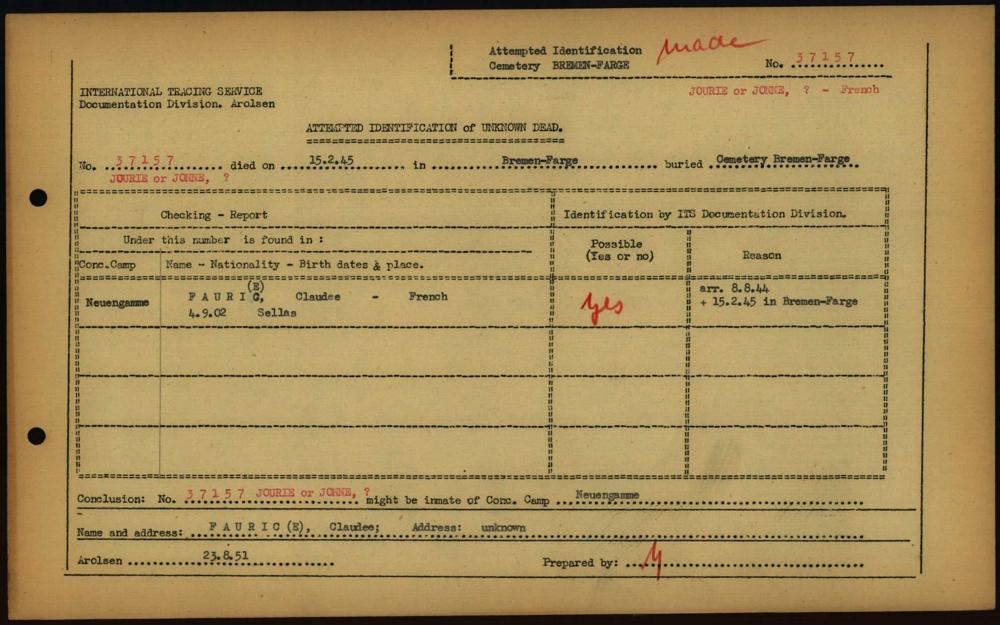 Attempted Identification made
Cemetery BREMEN-FARGE No. 37157
INTERNATIONAL TRACING SERVICE JOURIE or JONNE, ? - French
Documentation Division. Arolsen
ATTEMPTED IDENTIFICATION of UNKNOWN DEAD.
No. 37157 died on 15.2.45 in Bremen-Farge buried Cemetery Bremen-Farge
JOURIE or JONNE, ?
Checking - Report Identification by ITS Documentation Division.
Under this number is found in :
Possible
(Yes or no) Reason
Conc.Camp Name - Nationality - Birth dates & place.
(E) arr. 8.8.44
Neuengamme F A U R I C, Claudee - French yes + 15.2.45 in Bremen-Farge
4.9.02 Sellas
Conclusion: No. 37157 JOURIE or JONNE, ? might be inmate of Conc. Camp Neuengamme
Name and address: F A U R I C (E), Claudee; Address: unknown
Arolsen 23.8.51 Prepared by: